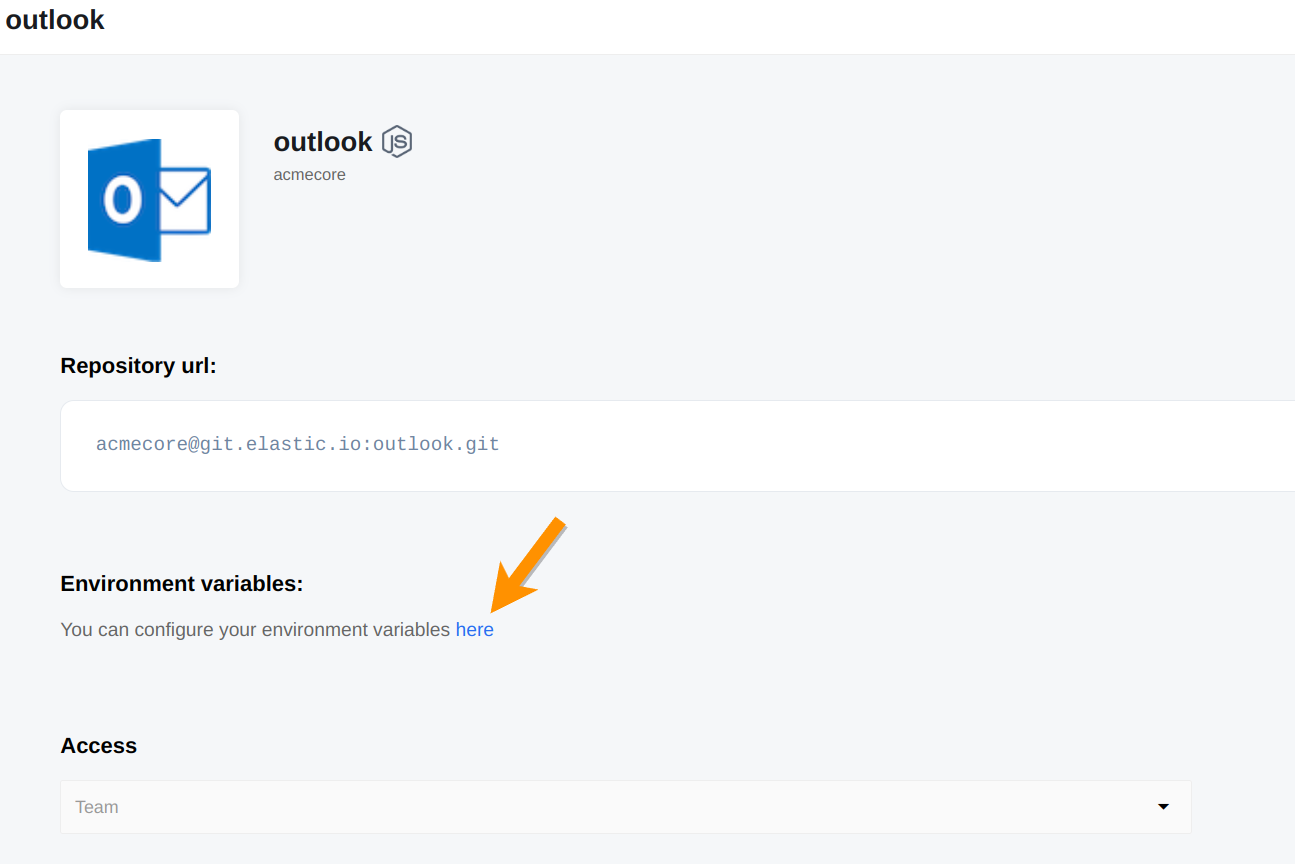 outlook
outlook JS
acmecore
Repository url:
acmecore@git.elastic.io:outlook.git
Environment variables:
You can configure your environment variables here
Access
Team